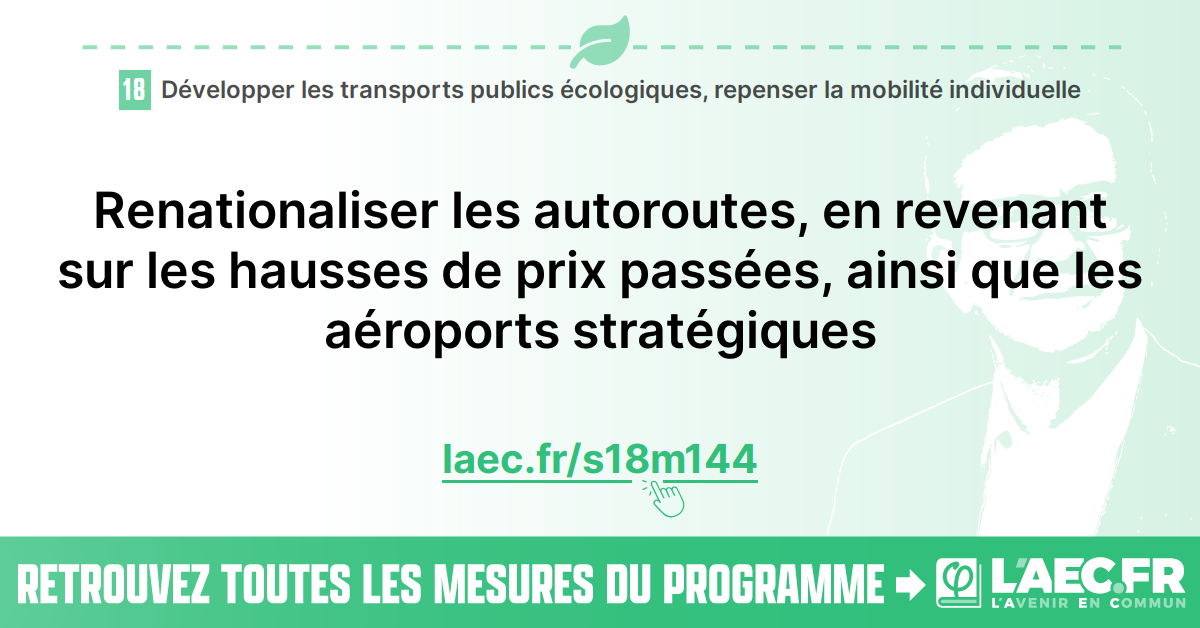 18 Développer les transports publics écologiques, repenser la mobilité individuelle
Renationaliser les autoroutes, en revenant
sur les hausses de prix passées, ainsi que les
aéroports stratégiques
laec.fr/s18m144
RETROUVEZ TOUTES LES MESURES DU PROGRAMME
φ L'AEC.FR
L'AVENIR EN COMMUN